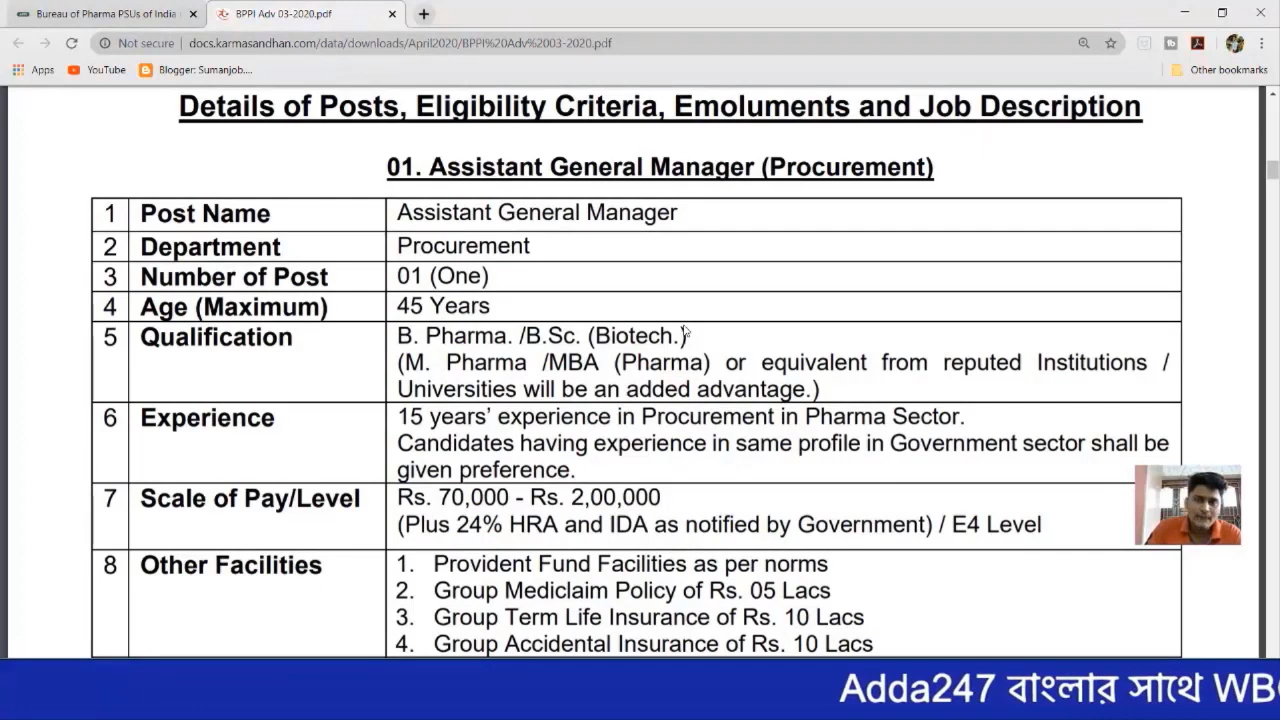 Bureau of Pharma PSUs of India
BPPI Adv 03-2020.pdf
Not secure
docs.karmasandhan.com/data/downloads/April2020/BPPI%20Adv%2003-2020.pdf
Apps
YouTube
Blogger: Sumanjob....
Other bookmarks
Details of Posts, Eligibility Criteria, Emoluments and Job Description
01. Assistant General Manager (Procurement)
1 Post Name Assistant General Manager
2 Department Procurement
3 Number of Post 01 (One)
4 Age (Maximum) 45 Years
5 Qualification B. Pharma. /B.Sc. (Biotech.)
(M. Pharma /MBA (Pharma) or equivalent from reputed Institutions /
Universities will be an added advantage.)
6 Experience 15 years’ experience in Procurement in Pharma Sector.
Candidates having experience in same profile in Government sector shall be
given preference.
7 Scale of Pay/Level Rs. 70,000 - Rs. 2,00,000
(Plus 24% HRA and IDA as notified by Government) / E4 Level
8 Other Facilities 1. Provident Fund Facilities as per norms
2. Group Mediclaim Policy of Rs. 05 Lacs
3. Group Term Life Insurance of Rs. 10 Lacs
4. Group Accidental Insurance of Rs. 10 Lacs
Adda247 বাংলার সাথে